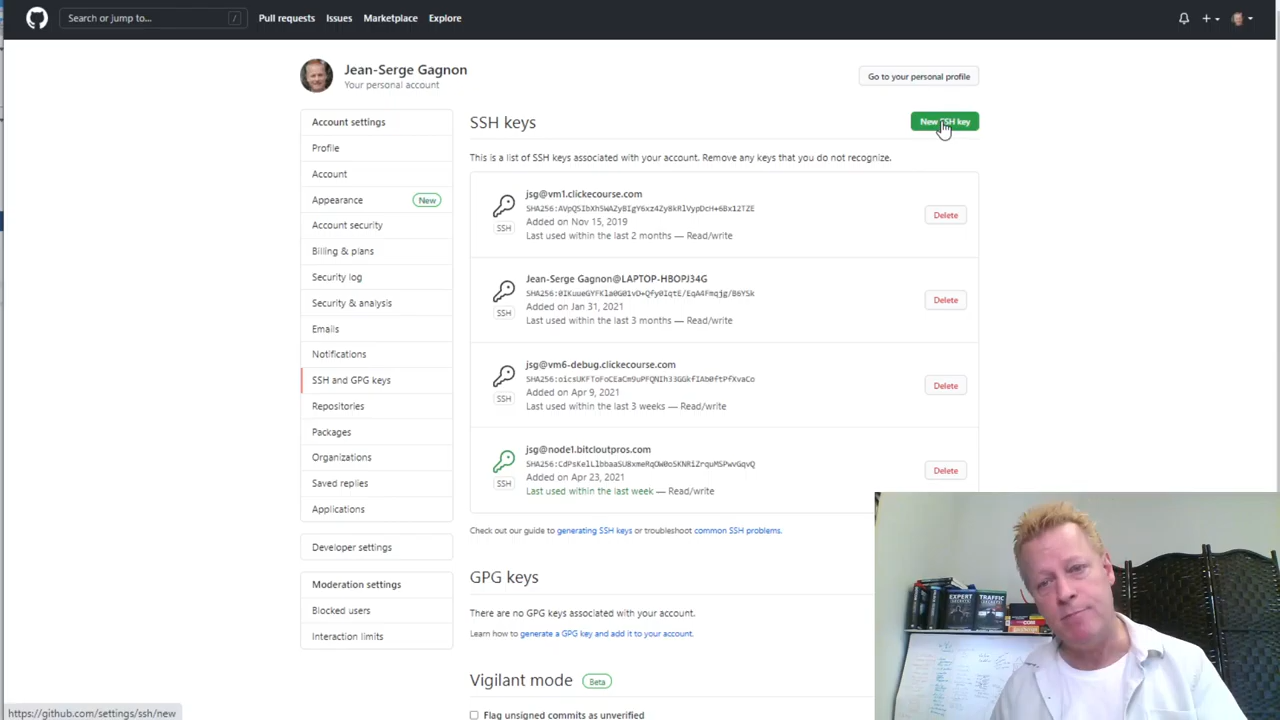 Search or jump to... /
Pull requests
Issues
Marketplace
Explore
Jean-Serge Gagnon
Your personal account
Go to your personal profile
Account settings
Profile
Account
Appearance New
Account security
Billing & plans
Security log
Security & analysis
Emails
Notifications
SSH and GPG keys
Repositories
Packages
Organizations
Saved replies
Applications
Developer settings
Moderation settings
Blocked users
Interaction limits
SSH keys
New SSH key
This is a list of SSH keys associated with your account. Remove any keys that you do not recognize.
jsg@vm1.clickecourse.com
Added on Nov 15, 2019
Last used within the last 2 months — Read/write
SSH
Delete
Jean-Serge Gagnon@LAPTOP-HBOPJ34G
Added on Jan 31, 2021
Last used within the last 3 months — Read/write
SSH
Delete
jsg@vm6-debug.clickecourse.com
Added on Apr 9, 2021
Last used within the last 3 weeks — Read/write
SSH
Delete
jsg@node1.bitcloutpros.com
Added on Apr 23, 2021
Last used within the last week — Read/write
SSH
Delete
Check out our guide to generating SSH keys or troubleshoot common SSH problems.
GPG keys
There are no GPG keys associated with your account.
Learn how to generate a GPG key and add it to your account.
Vigilant mode Beta
Flag unsigned commits as unverified
EXPERT
SECRETS
TRAFFIC
SECRETS
https://github.com/settings/ssh/new